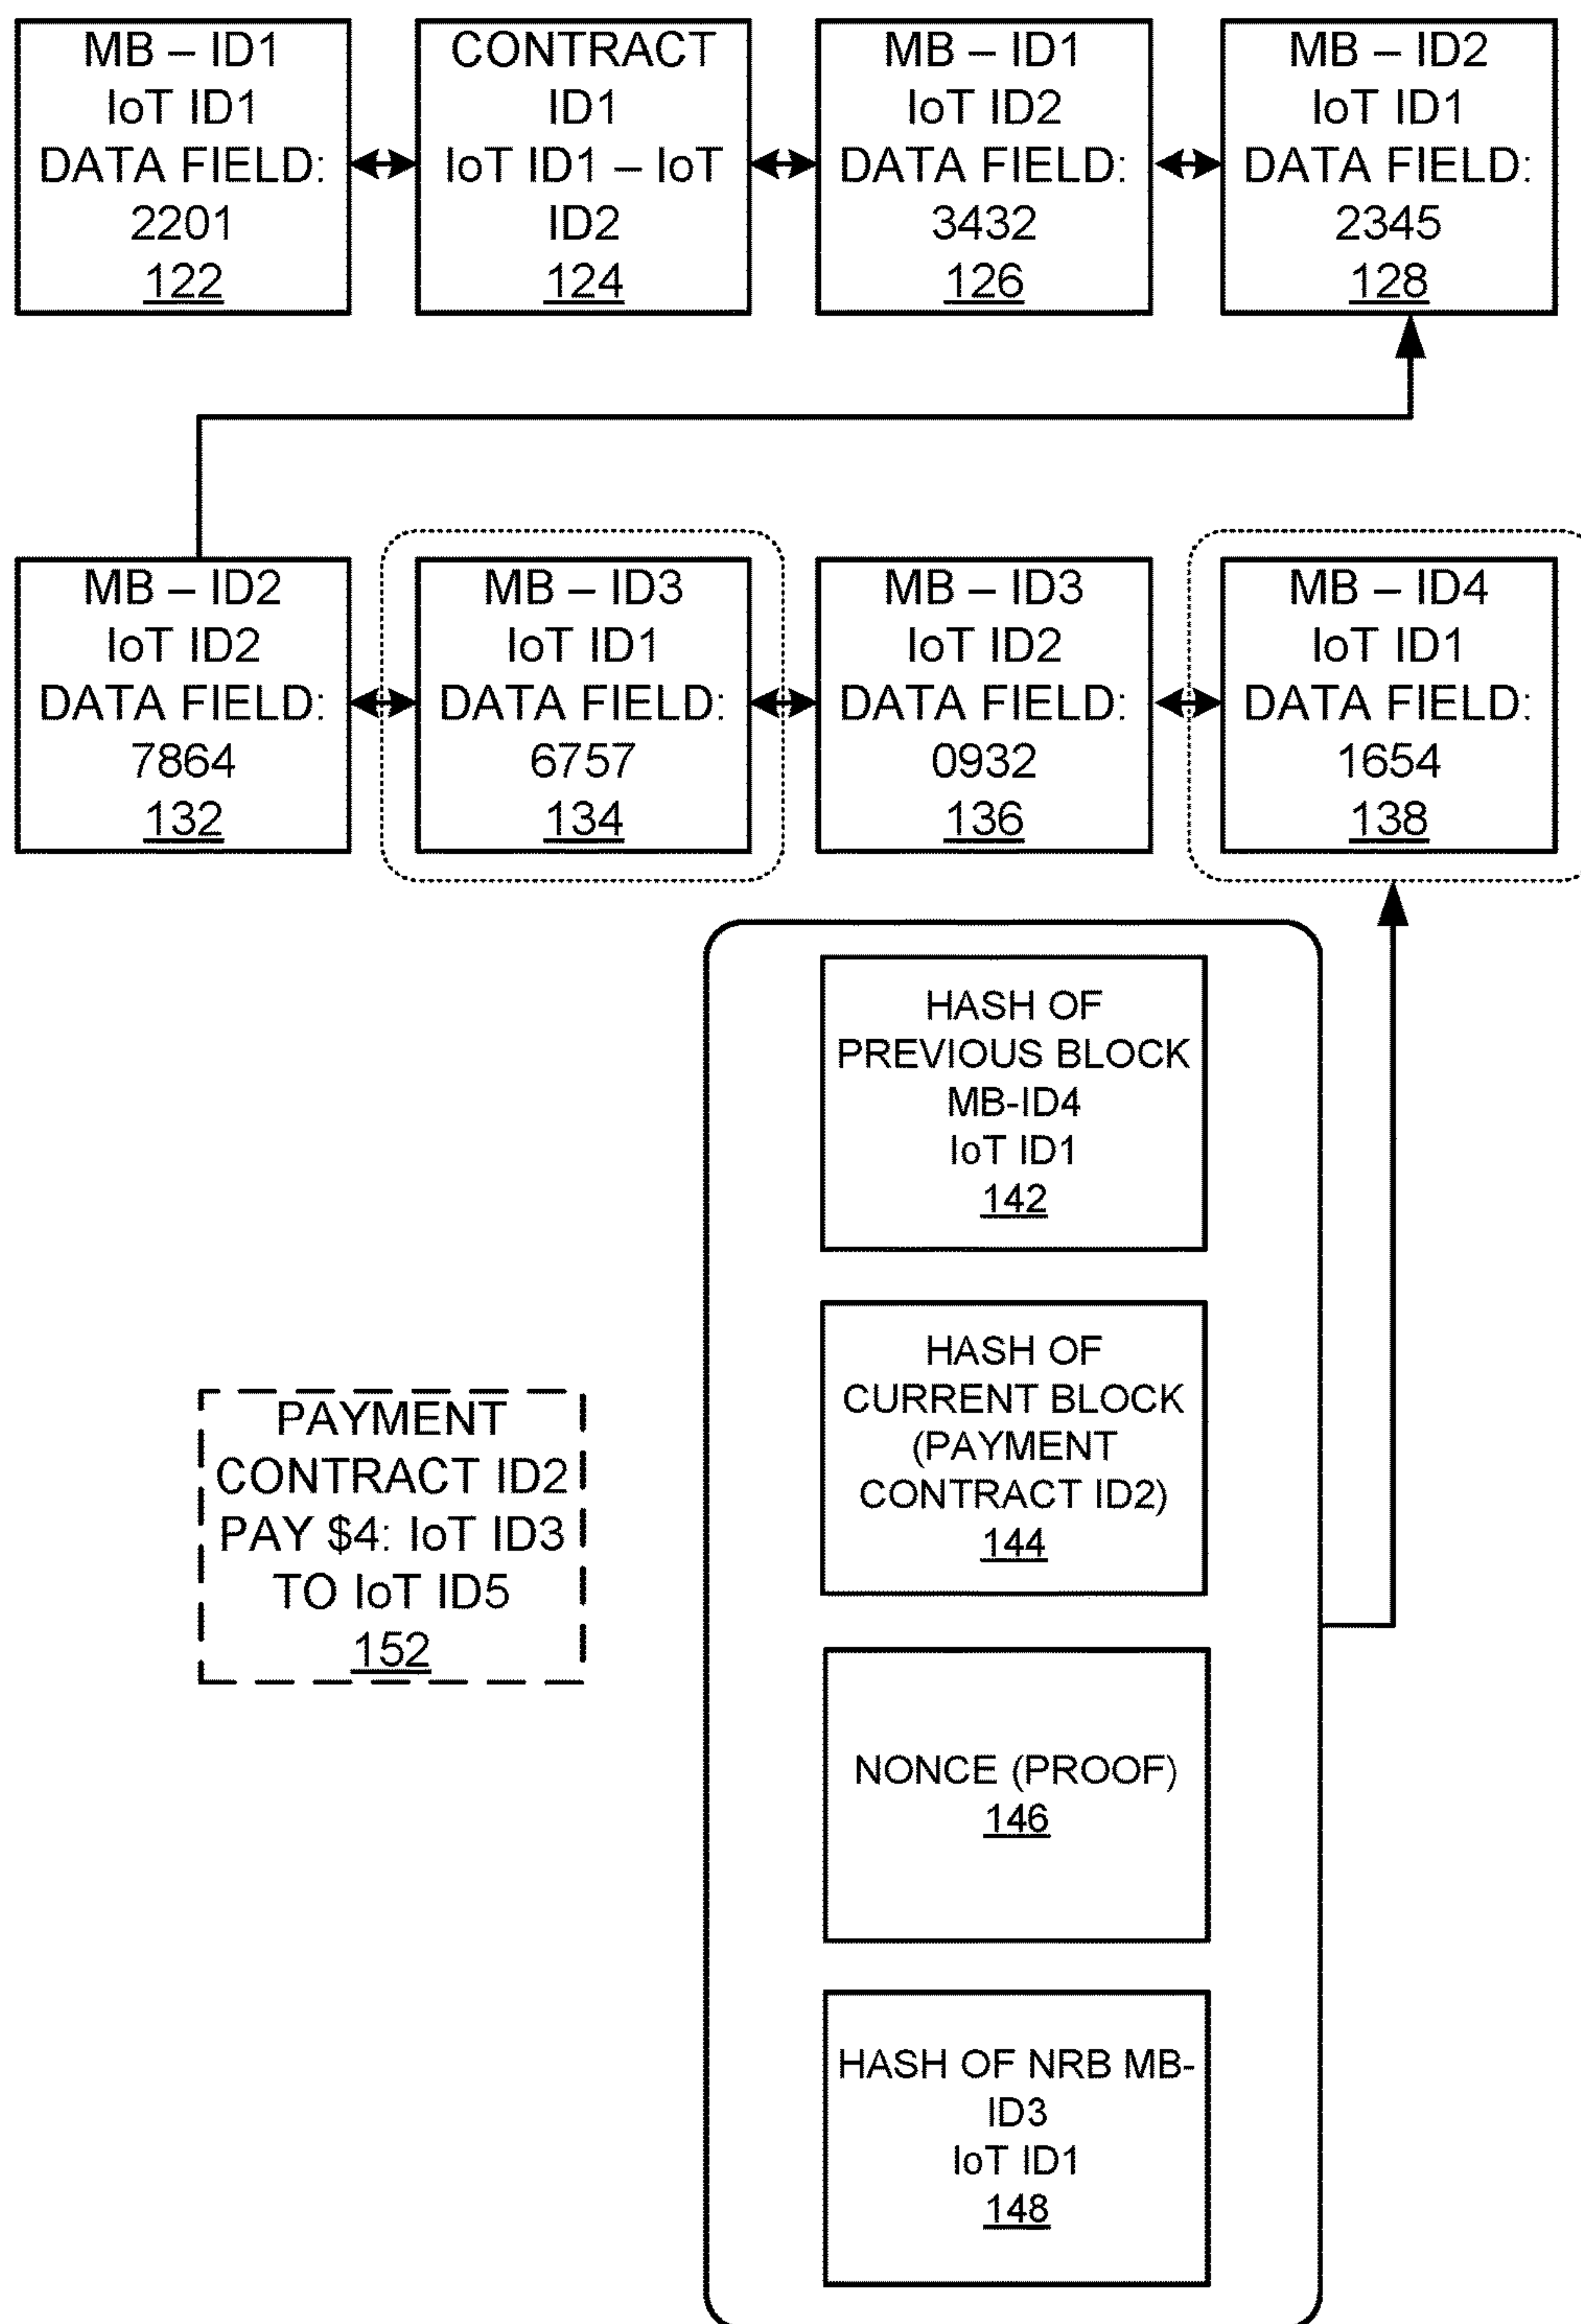 MB – ID1
IoT ID1
DATA FIELD:
2201
122
CONTRACT
ID1
IoT ID1 – IoT
ID2
124
MB – ID1
IoT ID2
DATA FIELD:
3432
126
MB – ID2
IoT ID1
DATA FIELD:
2345
128
MB – ID2
IoT ID2
DATA FIELD:
7864
132
MB – ID3
IoT ID1
DATA FIELD:
6757
134
MB – ID3
IoT ID2
DATA FIELD:
0932
136
MB – ID4
IoT ID1
DATA FIELD:
1654
138
HASH OF
PREVIOUS BLOCK
MB-ID4
IoT ID1
142
HASH OF
CURRENT BLOCK
(PAYMENT
CONTRACT ID2)
144
PAYMENT
CONTRACT ID2
PAY $4: IoT ID3
TO IoT ID5
152
NONCE (PROOF)
146
HASH OF NRB MB-
ID3
IoT ID1
148